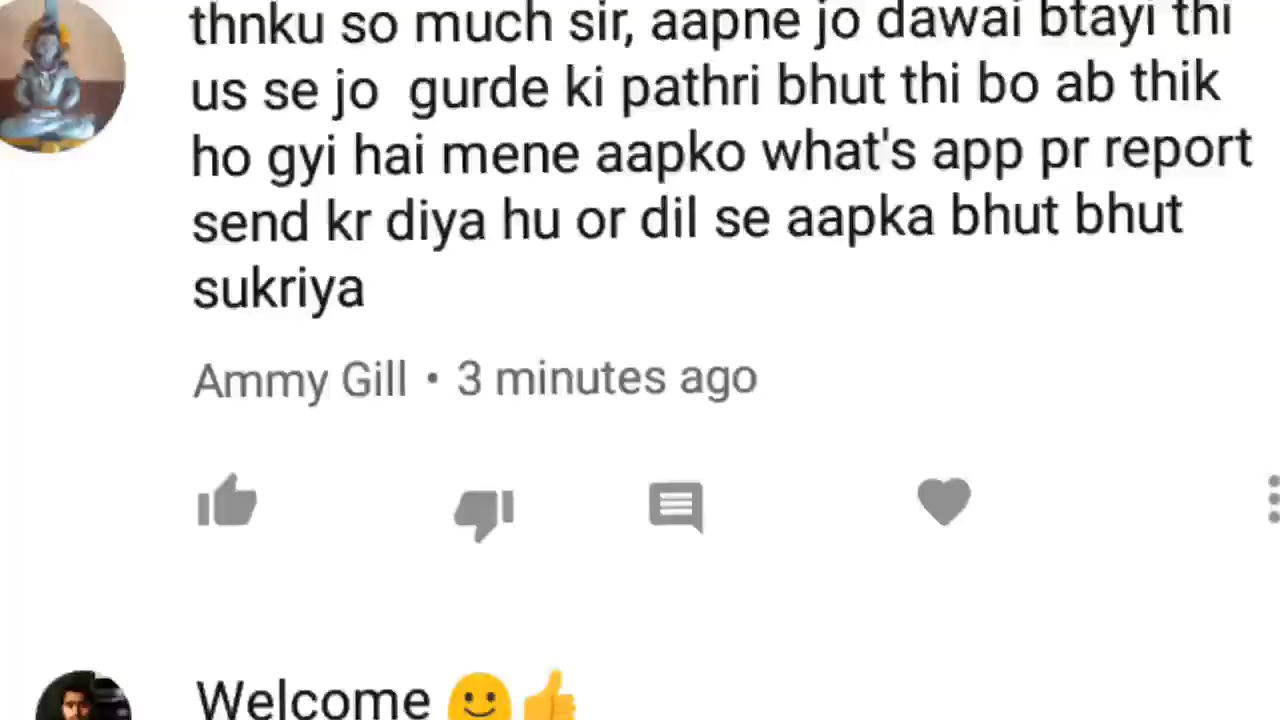 thnku so much sir, aapne jo dawai btayi thi
us se jo gurde ki pathri bhut thi bo ab thik
ho gyi hai mene aapko what's app pr report
send kr diya hu or dil se aapka bhut bhut
sukriya
Ammy Gill • 3 minutes ago
Welcome 🙂👍